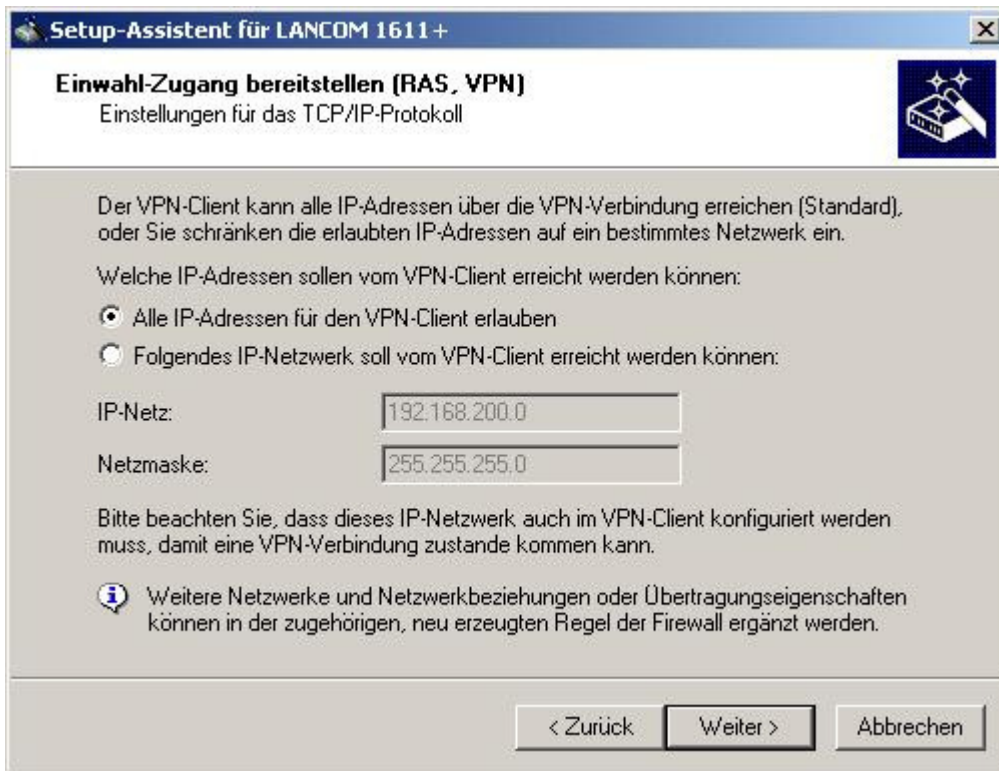 Setup-Assistent für LANCOM 1611+
Einwahl-Zugang bereitstellen (RAS, VPN)
Einstellungen für das TCP/IP-Protokoll
Der VPN-Client kann alle IP-Adressen über die VPN-Verbindung erreichen (Standard),
oder Sie schränken die erlaubten IP-Adressen auf ein bestimmtes Netzwerk ein.
Welche IP-Adressen sollen vom VPN-Client erreicht werden können:
Alle IP-Adressen für den VPN-Client erlauben
Folgendes IP-Netzwerk soll vom VPN-Client erreicht werden können:
IP-Netz: 192.168.200.0
Netzmaske: 255.255.255.0
Bitte beachten Sie, dass dieses IP-Netzwerk auch im VPN-Client konfiguriert werden
muss, damit eine VPN-Verbindung zustande kommen kann.
Weitere Netzwerke und Netzwerkbeziehungen oder Übertragungseigenschaften
können in der zugehörigen, neu erzeugten Regel der Firewall ergänzt werden.
< Zurück Weiter > Abbrechen